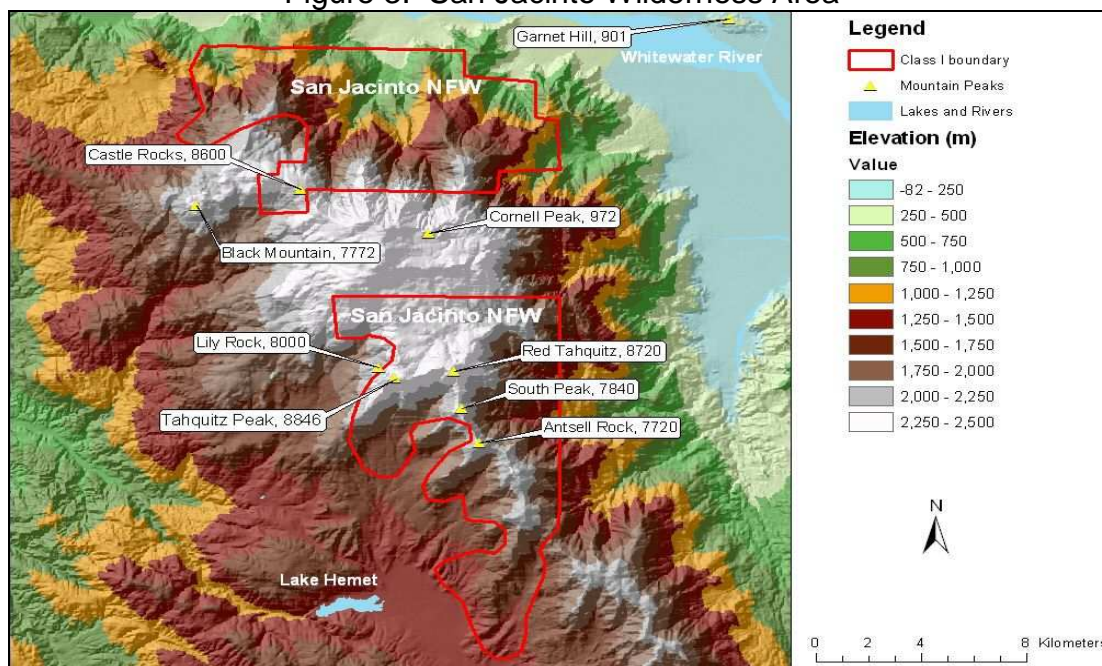 Figure 3: San Jacinto Wilderness Area
Garnet Hill, 901
Whitewater River
San Jacinto NFW
Castle Rocks, 8600
Cornell Peak, 972
Black Mountain, 7772
San Jacinto NFW
Lily Rock, 8000
Red Tahquitz, 8720
South Peak, 7840
Tahquitz Peak, 8846
Antsell Rock, 7720
Lake Hemet
Legend
Class I boundary
Mountain Peaks
Lakes and Rivers
Elevation (m)
Value
-82 - 250
250 - 500
500 - 750
750 - 1,000
1,000 - 1,250
1,250 - 1,500
1,500 - 1,750
1,750 - 2,000
2,000 - 2,250
2,250 - 2,500
N
0 2 4 8 Kilometers